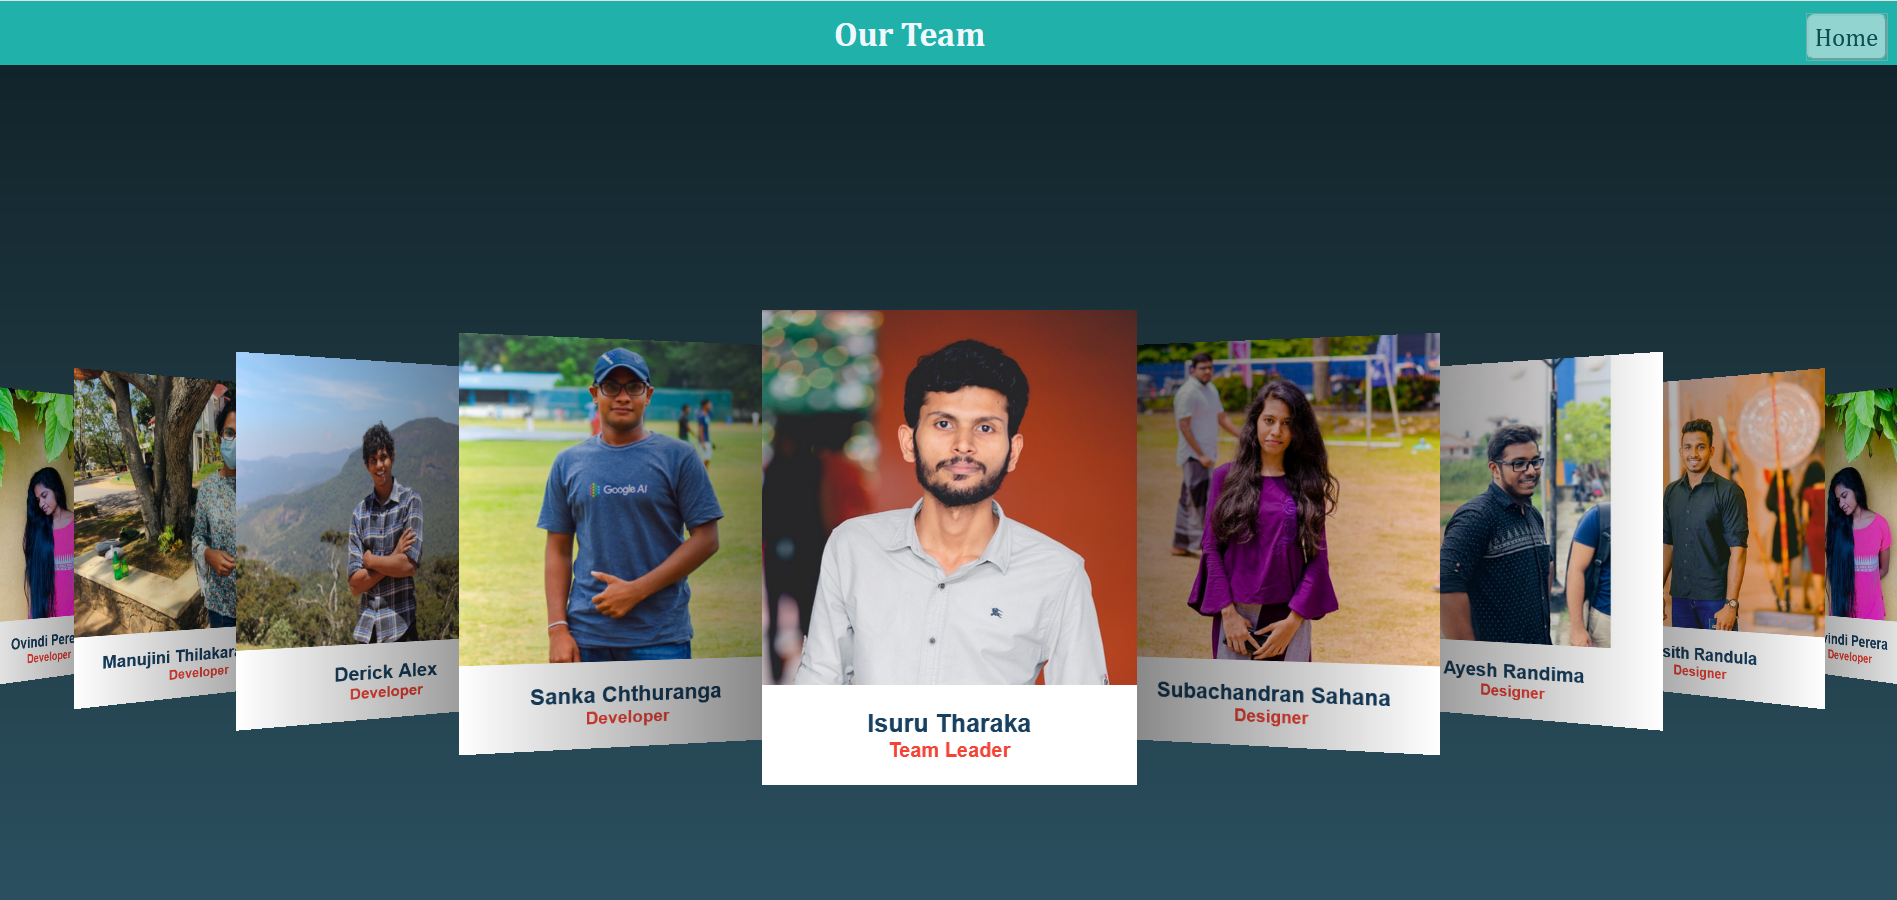 Our Team
Home
Google AI
Ovindi Pere
Developer
Manujini Thilakar
Developer
Derick Alex
Developer
Sanka Chthuranga
Developer
Isuru Tharaka
Team Leader
Subachandran Sahana
Designer
Ayesh Randima
Designer
sith Randula
Designer
vindi Perera
Developer